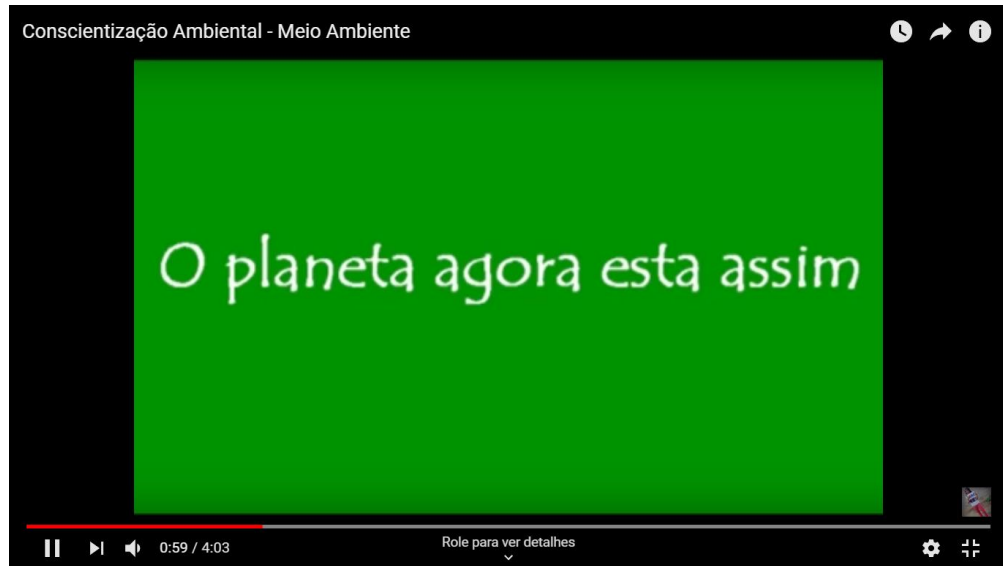 Conscientização Ambiental - Meio Ambiente
O planeta agora esta assim
0:59 / 4:03
Role para ver detalhes